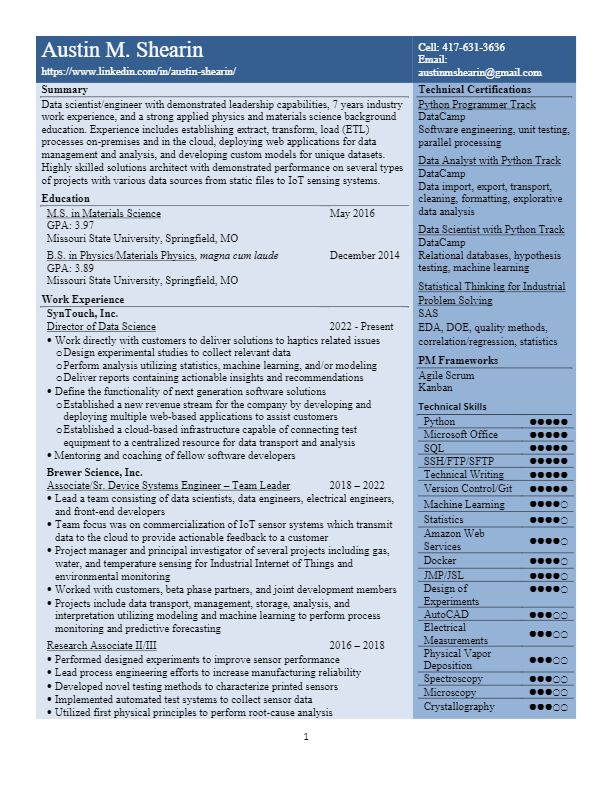 Austin M. Shearin
https://www.linkedin.com/in/austin-shearin/
Cell: 417-631-3636
Email:
austinmshearin@gmail.com
Summary
Data scientist/engineer with demonstrated leadership capabilities, 7 years industry
work experience, and a strong applied physics and materials science background
education. Experience includes establishing extract, transform, load (ETL)
processes on-premises and in the cloud, deploying web applications for data
management and analysis, and developing custom models for unique datasets.
Highly skilled solutions architect with demonstrated performance on several types
of projects with various data sources from static files to IoT sensing systems.
Education
M.S. in Materials Science May 2016
GPA: 3.97
Missouri State University, Springfield, MO
B.S. in Physics/Materials Physics, magna cum laude December 2014
GPA: 3.89
Missouri State University, Springfield, MO
Work Experience
SynTouch, Inc.
Director of Data Science 2022 - Present
• Work directly with customers to deliver solutions to haptics related issues
o Design experimental studies to collect relevant data
o Perform analysis utilizing statistics, machine learning, and/or modeling
o Deliver reports containing actionable insights and recommendations
• Define the functionality of next generation software solutions
o Established a new revenue stream for the company by developing and
deploying multiple web-based applications to assist customers
o Established a cloud-based infrastructure capable of connecting test
equipment to a centralized resource for data transport and analysis
• Mentoring and coaching of fellow software developers
Brewer Science, Inc.
Associate/Sr. Device Systems Engineer – Team Leader 2018 – 2022
• Lead a team consisting of data scientists, data engineers, electrical engineers,
and front-end developers
• Team focus was on commercialization of IoT sensor systems which transmit
data to the cloud to provide actionable feedback to a customer
• Project manager and principal investigator of several projects including gas,
water, and temperature sensing for Industrial Internet of Things and
environmental monitoring
• Worked with customers, beta phase partners, and joint development members
• Projects include data transport, management, storage, analysis, and
interpretation utilizing modeling and machine learning to perform process
monitoring and predictive forecasting
Research Associate II/III 2016 – 2018
• Performed designed experiments to improve sensor performance
• Lead process engineering efforts to increase manufacturing reliability
• Developed novel testing methods to characterize printed sensors
• Implemented automated test systems to collect sensor data
• Utilized first physical principles to perform root-cause analysis
Technical Certifications
Python Programmer Track
DataCamp
Software engineering, unit testing,
parallel processing
Data Analyst with Python Track
DataCamp
Data import, export, transport,
cleaning, formatting, explorative
data analysis
Data Scientist with Python Track
DataCamp
Relational databases, hypothesis
testing, machine learning
Statistical Thinking for Industrial
Problem Solving
SAS
EDA, DOE, quality methods,
correlation/regression, statistics
PM Frameworks
Agile Scrum
Kanban
Technical Skills
Python ●●●●●
Microsoft Office ●●●●●
SQL ●●●●●
SSH/FTP/SFTP ●●●●●
Technical Writing ●●●●●
Version Control/Git ●●●●●
Machine Learning ●●●●○
Statistics ●●●●○
Amazon Web
Services ●●●●○
Docker ●●●●○
JMP/JSL ●●●●○
Design of
Experiments ●●●●○
AutoCAD ●●●○○
Electrical
Measurements ●●●○○
Physical Vapor
Deposition ●●●○○
Spectroscopy ●●●○○
Microscopy ●●●○○
Crystallography ●●●○○
1